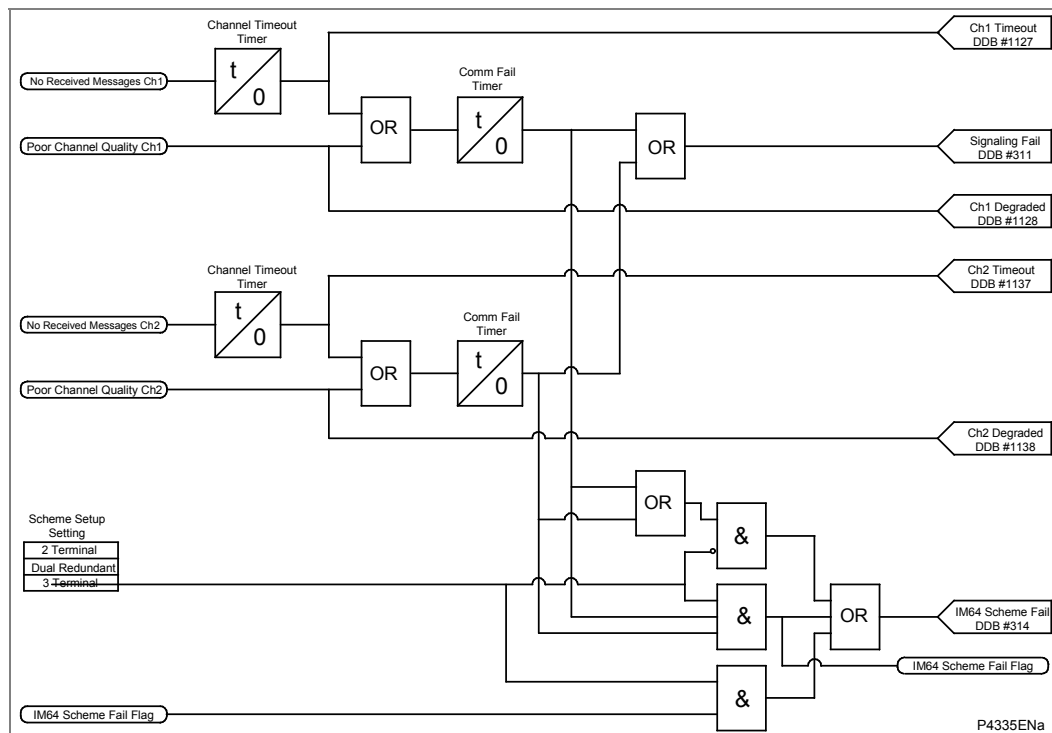 Channel Timeout
Timer
Ch1 Timeout
DDB #1127
t
0
No Received Messages Ch1
Comm Fail
Timer
OR
t
0
OR
Poor Channel Quality Ch1
Signaling Fail
DDB #311
Ch1 Degraded
DDB #1128
Channel Timeout
Timer
Ch2 Timeout
DDB #1137
t
0
No Received Messages Ch2
Comm Fail
Timer
OR
t
0
Poor Channel Quality Ch2
Ch2 Degraded
DDB #1138
OR
&
Scheme Setup
Setting
2 Terminal
Dual Redundant
3 Terminal
&
OR
IM64 Scheme Fail
DDB #314
IM64 Scheme Fail Flag
&
IM64 Scheme Fail Flag
P4335ENa